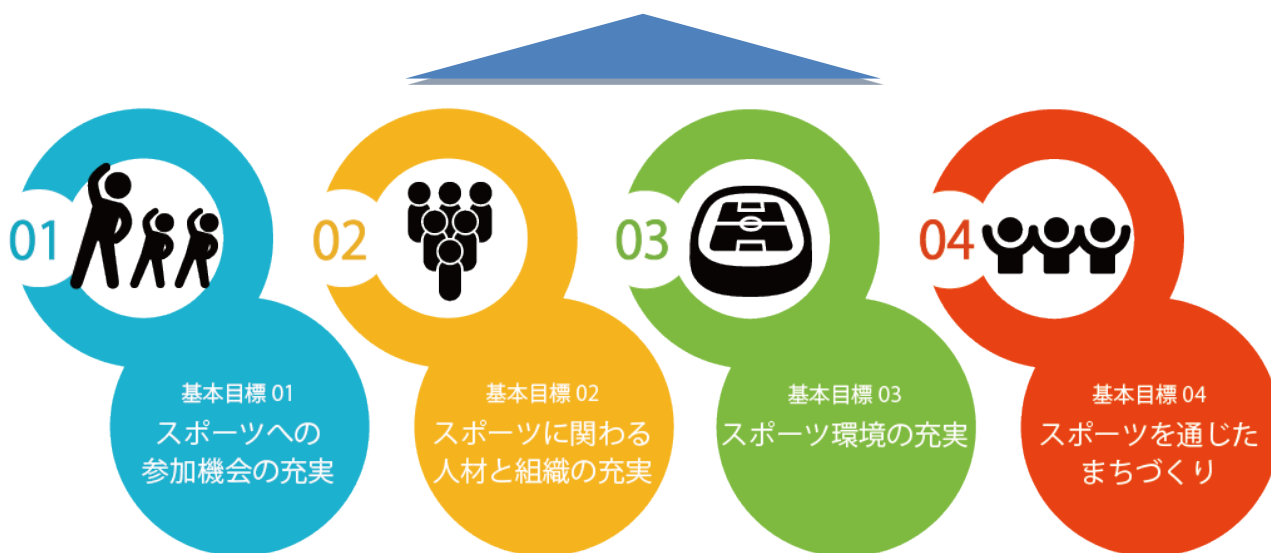 01
基本目標 01
スポーツへの
参加機会の充実
02
基本目標 02
スポーツに関わる
人材と組織の充実
03
基本目標 03
スポーツ環境の充実
04
基本目標 04
スポーツを通じた
まちづくり